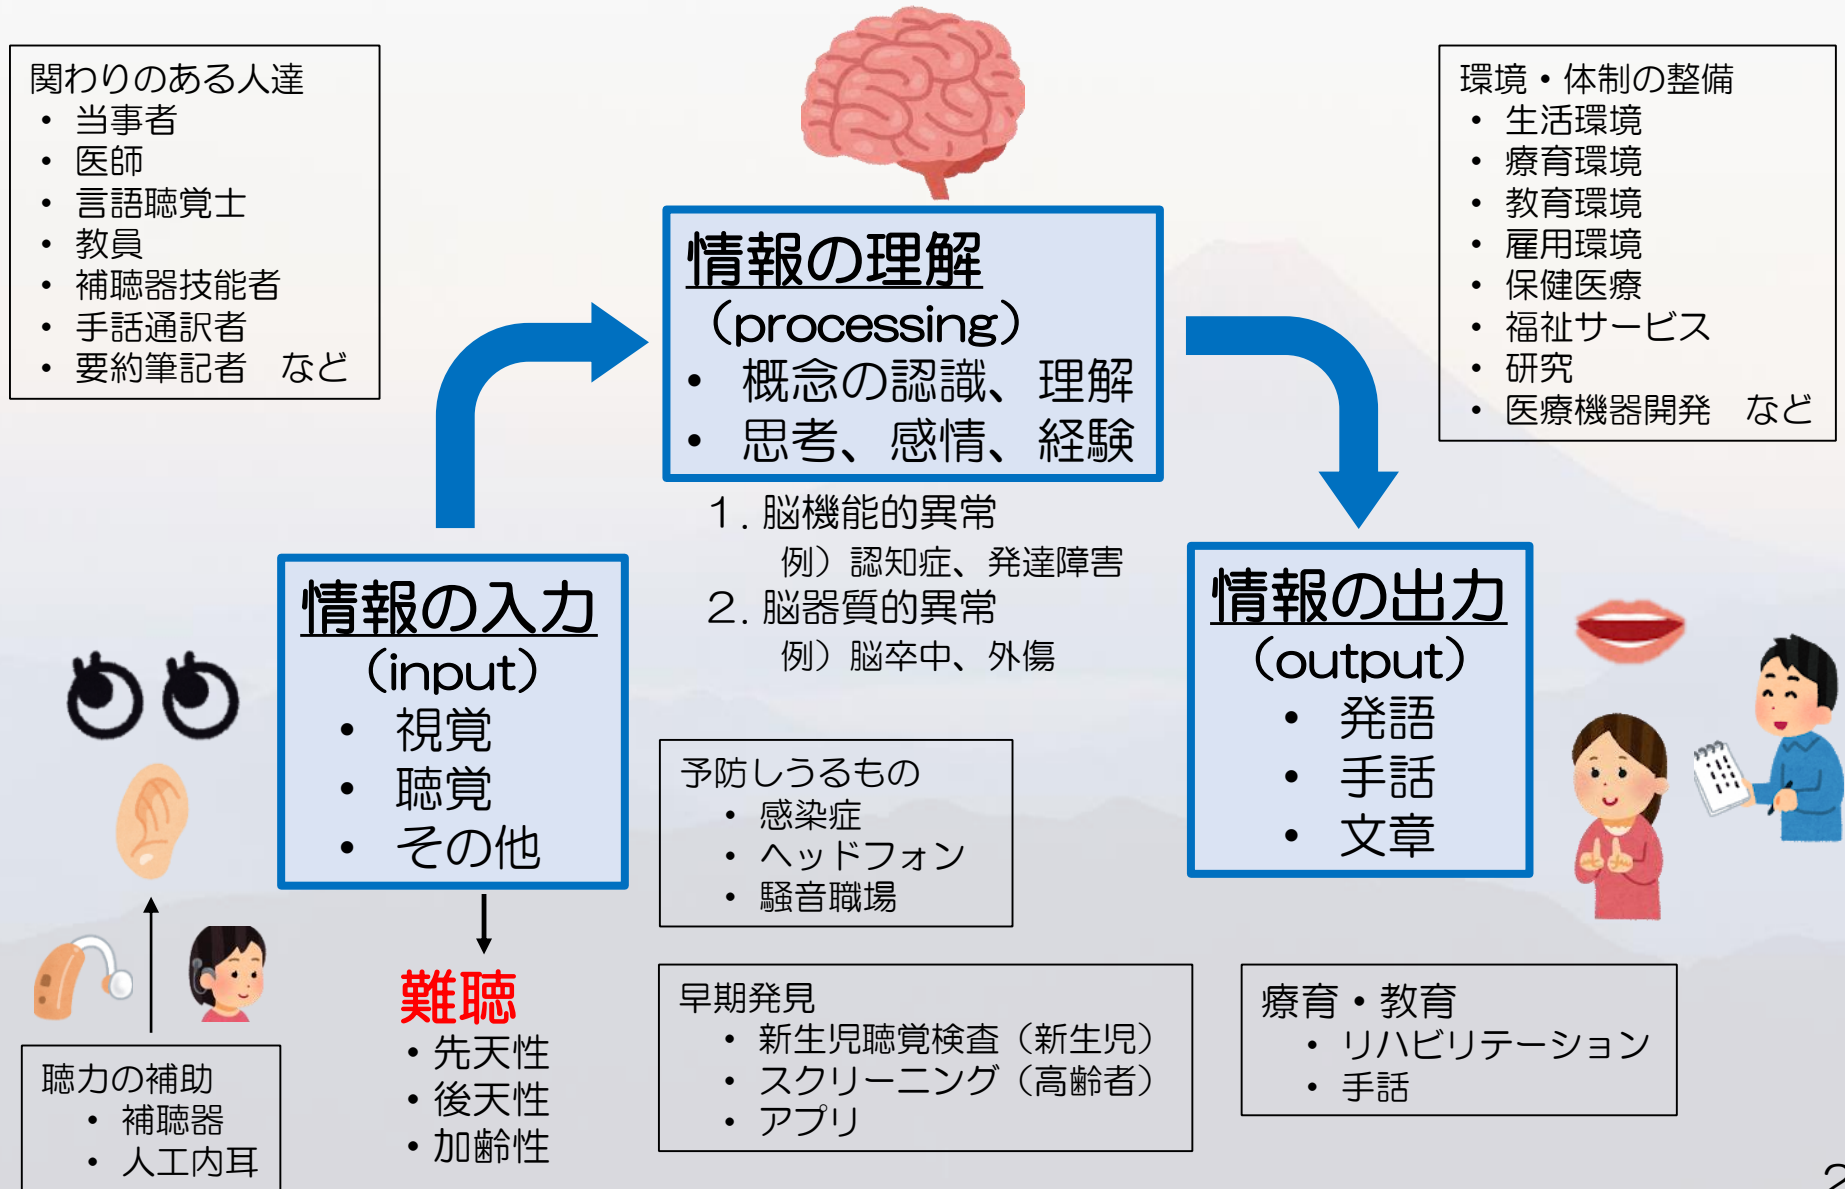 関わりのある人達
• 当事者
• 医師
• 言語聴覚士
• 教員
• 補聴器技能者
• 手話通訳者
• 要約筆記者　など
情報の理解
（processing）
• 概念の認識、理解
• 思考、感情、経験
１. 脳機能的異常
例）認知症、発達障害
２. 脳器質的異常
例）脳卒中、外傷
環境・体制の整備
• 生活環境
• 療育環境
• 教育環境
• 雇用環境
• 保健医療
• 福祉サービス
• 研究
• 医療機器開発　など
情報の入力
（input）
• 視覚
• 聴覚
• その他
情報の出力
（output）
• 発語
• 手話
• 文章
予防しうるもの
• 感染症
• ヘッドフォン
• 騒音職場
難聴
・先天性
・後天性
・加齢性
聴力の補助
• 補聴器
• 人工内耳
早期発見
• 新生児聴覚検査（新生児）
• スクリーニング（高齢者）
• アプリ
療育・教育
• リハビリテーション
• 手話
2